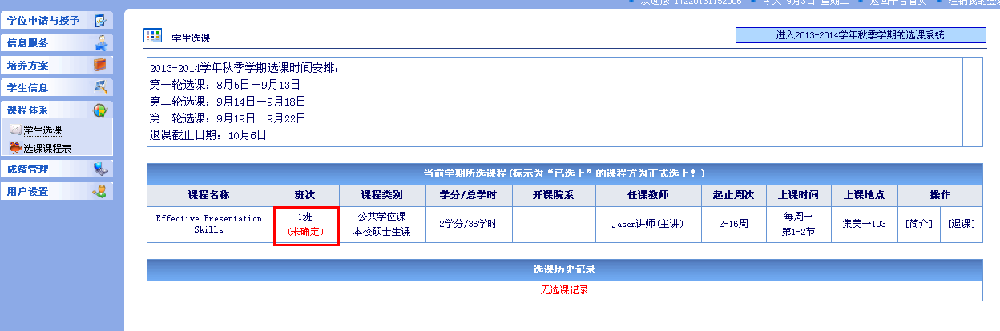 欢迎您 17220131152006 今天 9月3日 星期二 返回平台首页
学位申请与授予
信息服务
培养方案
学生信息
课程体系
学生选课
选课课程表
成绩管理
用户设置
学生选课
进入2013-2014学年秋季学期的选课系统
2013-2014学年秋季学期选课时间安排:
第一轮选课: 8月5日—9月13日
第二轮选课: 9月14日—9月18日
第三轮选课: 9月19日—9月22日
退课截止日期: 10月6日
当前学期所选课程(标示为“已选上”的课程方为正式选上!)
课程名称 班次 课程类别 学分/总学时 开课院系 任课教师 起止周次 上课时间 上课地点 操作
Effective Presentation
Skills
1班
(未确定)
公共学位课
本校硕士生课
2学分/36学时
Jasen讲师(主讲)
2-16周
每周一
第1-2节
集美一103
[简介] [退课]
选课历史记录
无选课记录